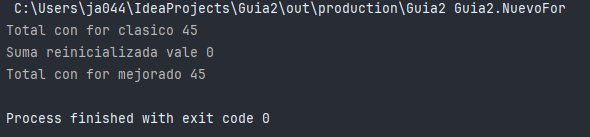 C:\Users\ja044\IdeaProjects\Guia2\out\production\Guia2 Guia2.NuevoFor
Total con for clasico 45
Suma reinicializada vale 0
Total con for mejorado 45
Process finished with exit code 0